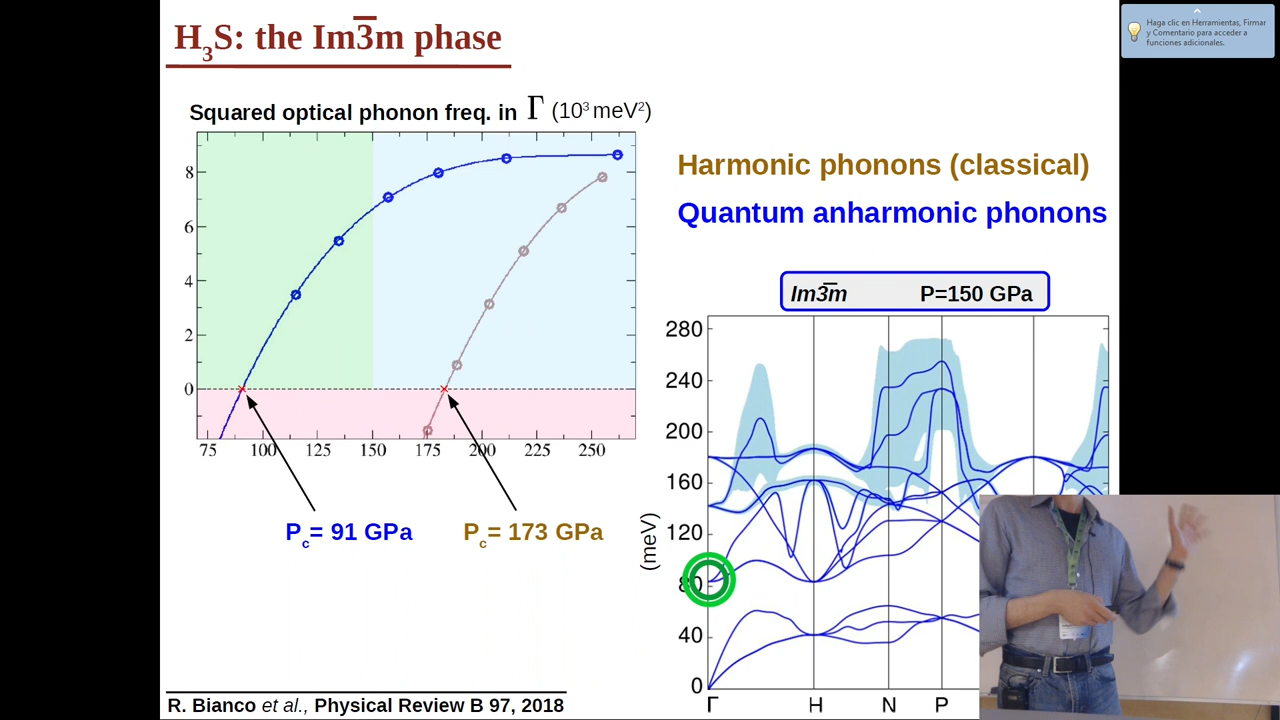 H₃S: the Im3̅m phase
Haga clic en Herramientas, Firmar
y Comentario para acceder a
funciones adicionales.
Squared optical phonon freq. in Γ (10³ meV²)
8
6
4
2
0
75 100 125 150 175 200 225 250
P_c= 91 GPa
P_c= 173 GPa
Harmonic phonons (classical)
Quantum anharmonic phonons
Im3̅m P=150 GPa
280
240
200
160
120
80
40
0
(meV)
Γ H N P
R. Bianco et al., Physical Review B 97, 2018